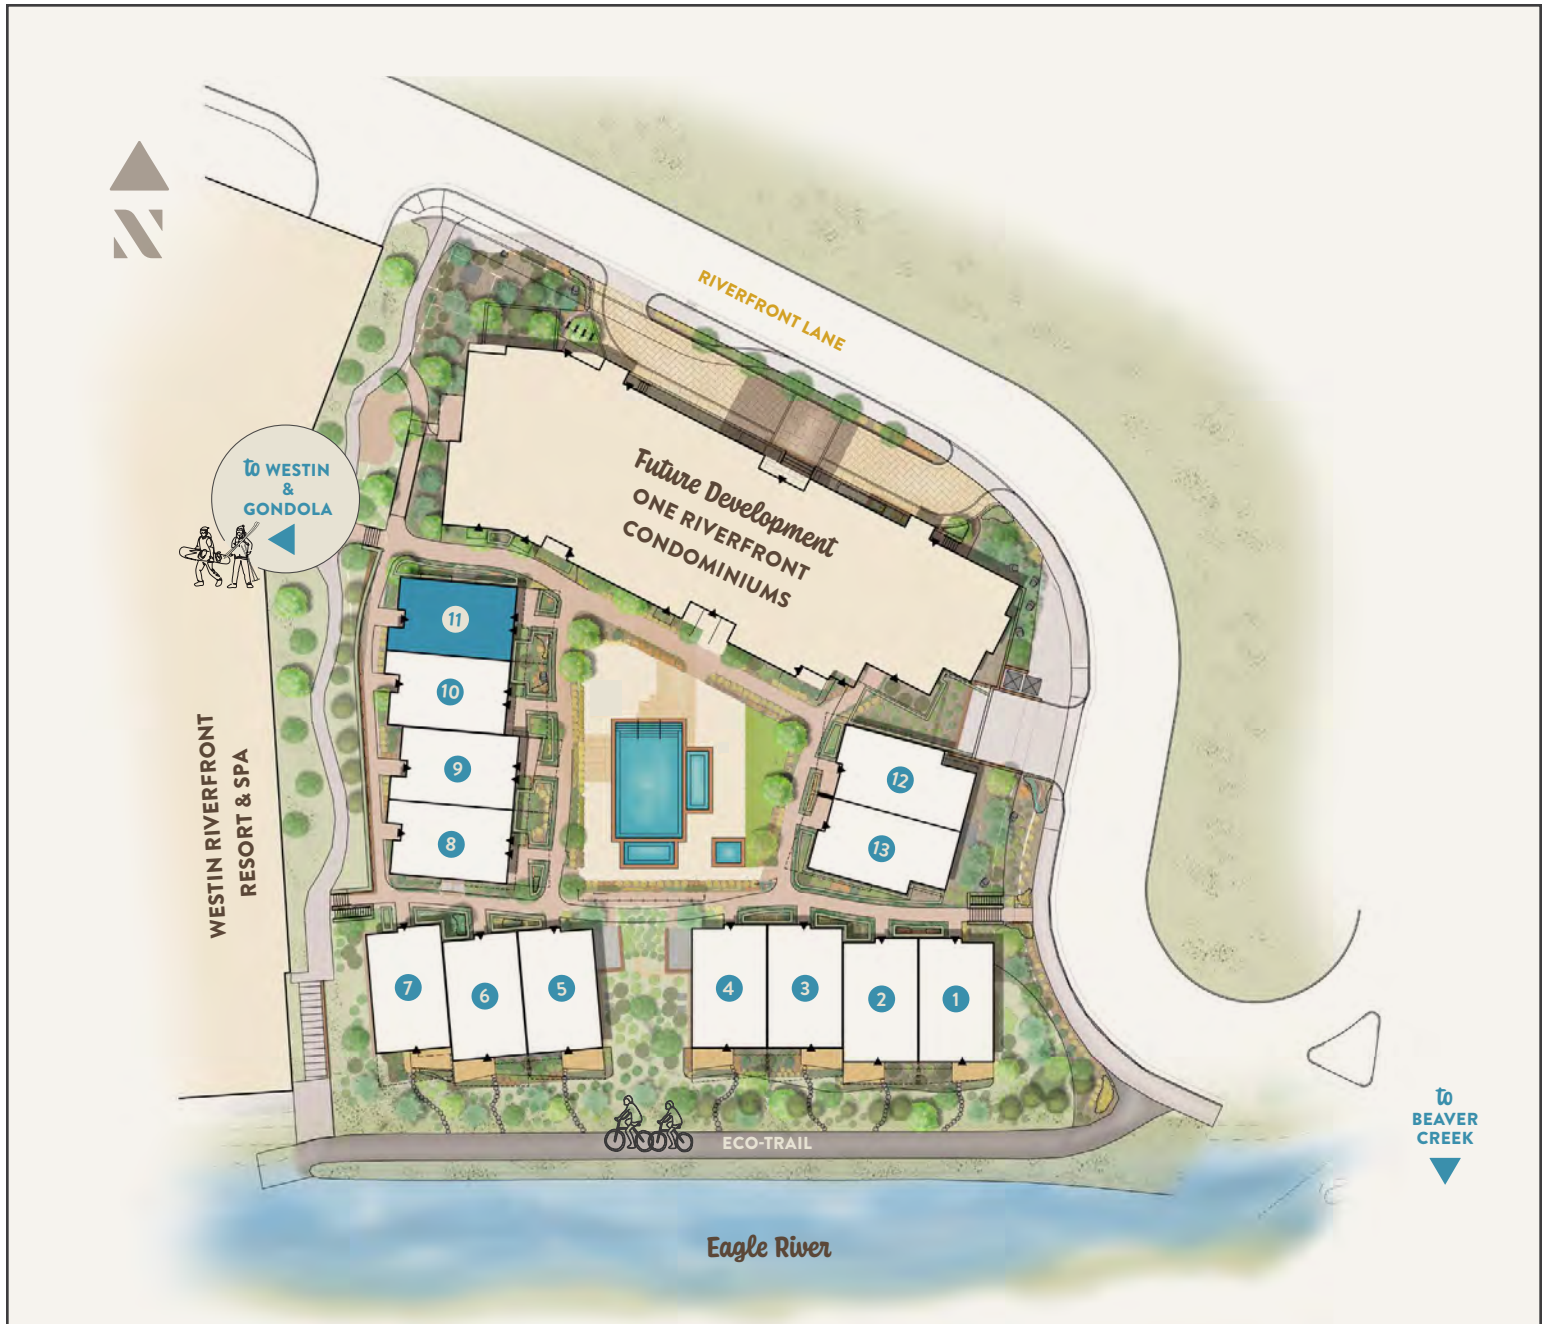 N
RIVERFRONT LANE
to WESTIN
&
GONDOLA
Future Development
ONE RIVERFRONT
CONDOMINIUMS
11
10
9
8
12
13
WESTIN RIVERFRONT
RESORT & SPA
7
6
5
4
3
2
1
ECO-TRAIL
to
BEAVER
CREEK
Eagle River